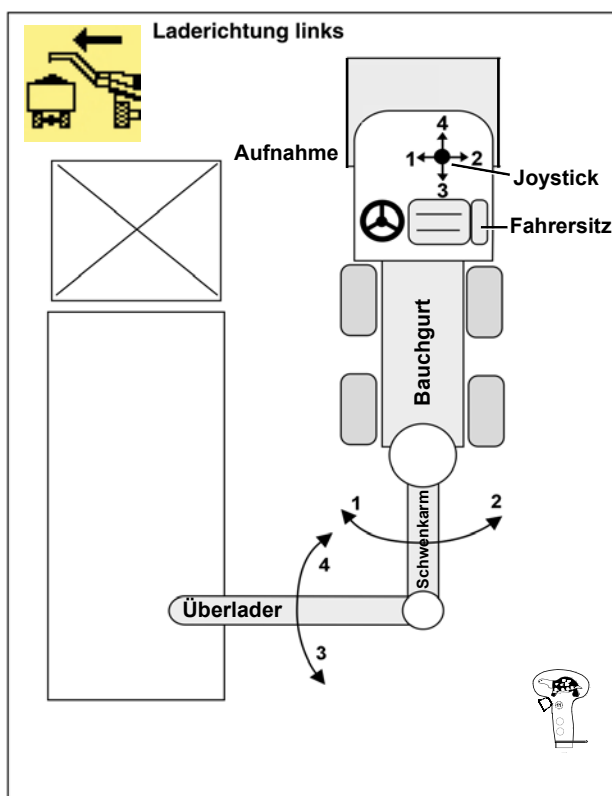 Laderichtung links
4
Aufnahme
1 2
Joystick
3
Fahrersitz
Bauchgurt
1
2
Schwenkarm
4
Überlader
3